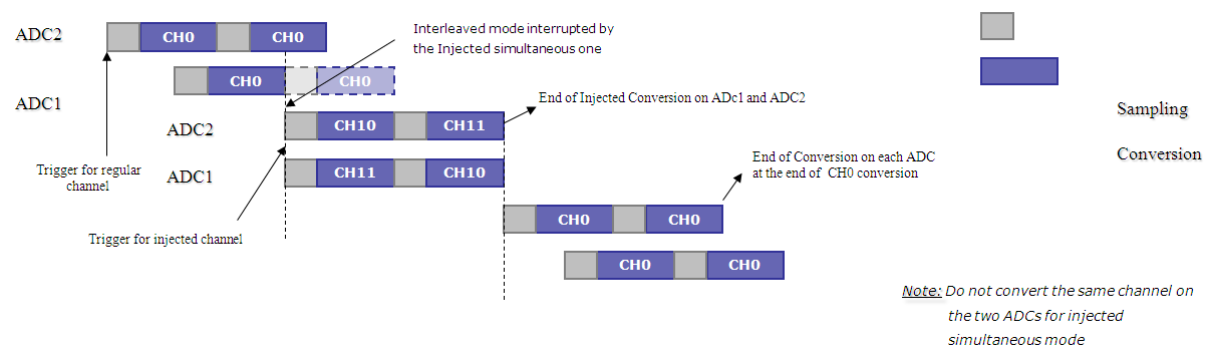 ADC2
CH0
CH0
Interleaved mode interrupted by
the Injected simultaneous one
CH0
CH0
ADC1
End of Injected Conversion on ADc1 and ADC2
Sampling
ADC2
CH10
CH11
Conversion
Trigger for regular
channel
ADC1
CH11
CH10
End of Conversion on each ADC
at the end of CH0 conversion
Trigger for injected channel
CH0
CH0
CH0
CH0
Note: Do not convert the same channel on
the two ADCs for injected
simultaneous mode